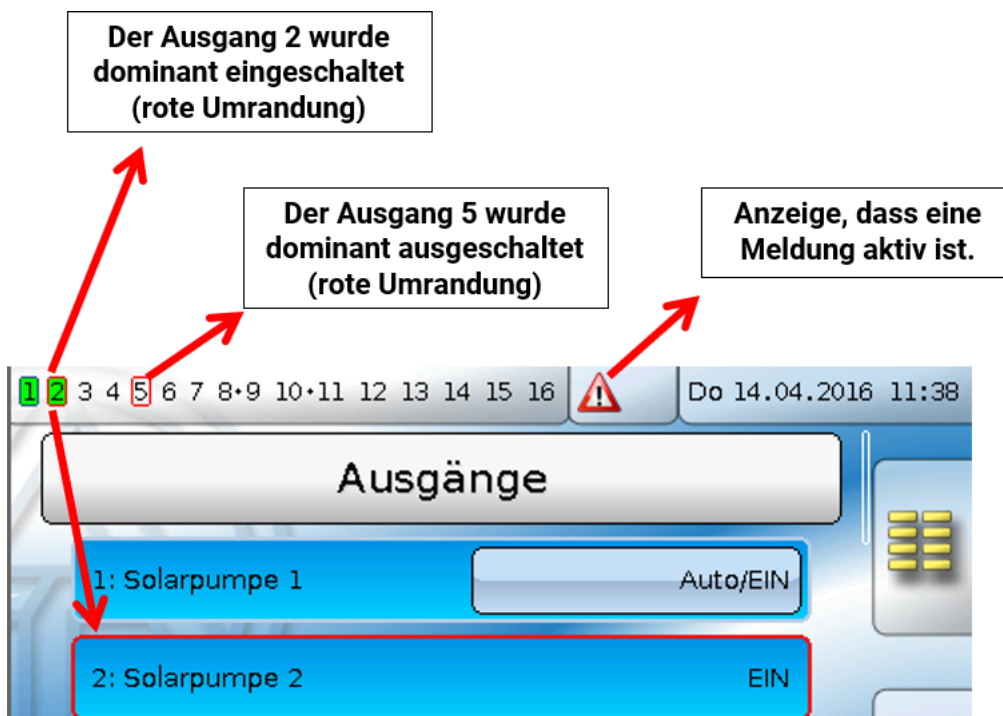 Der Ausgang 2 wurde
dominant eingeschaltet
(rote Umrandung)
Der Ausgang 5 wurde
dominant ausgeschaltet
(rote Umrandung)
Anzeige, dass eine
Meldung aktiv ist.
1 2 3 4 5 6 7 8•9 10•11 12 13 14 15 16 Do 14.04.2016 11:38
Ausgänge
1: Solarpumpe 1 Auto/EIN
2: Solarpumpe 2 EIN